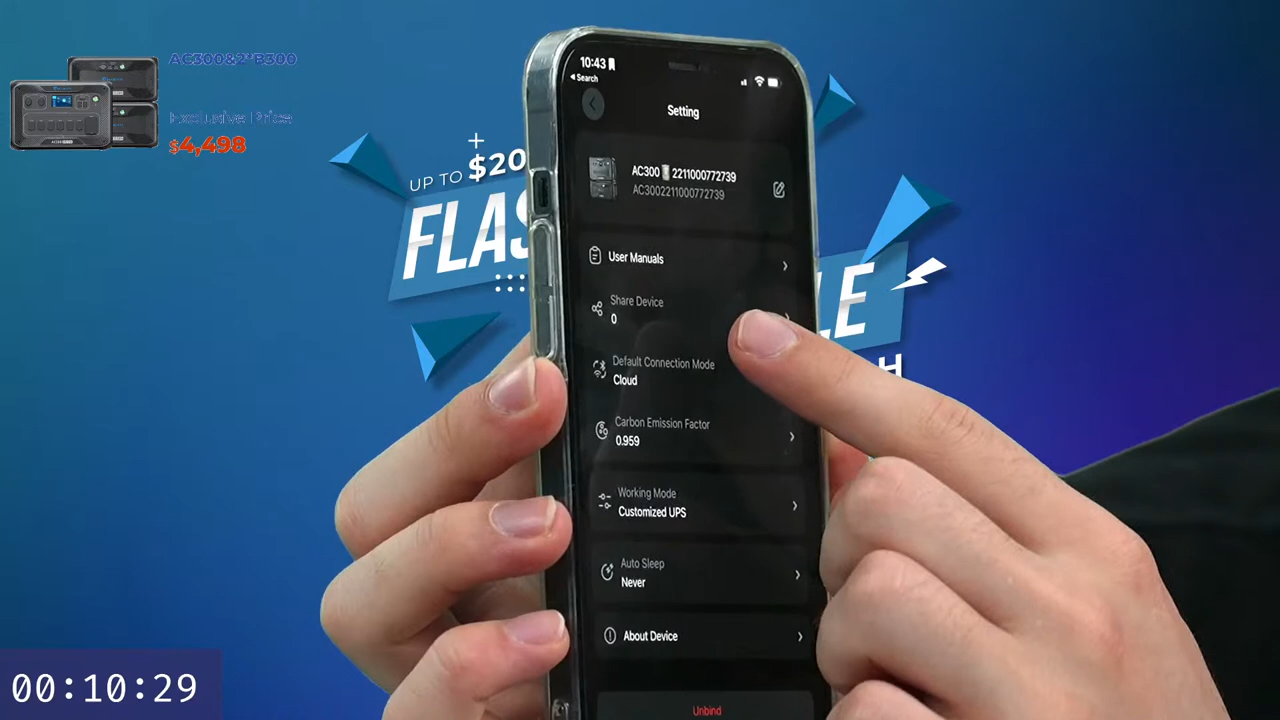 AC300&2*B300
Exclusive Price
$4,498
UP TO $20
FLAS
LE
H
10:43
Search
Setting
AC300 2211000772739
AC3002211000772739
User Manuals
Share Device
0
Default Connection Mode
Cloud
Carbon Emission Factor
0.959
Working Mode
Customized UPS
Auto Sleep
Never
About Device
Unbind
00:10:29